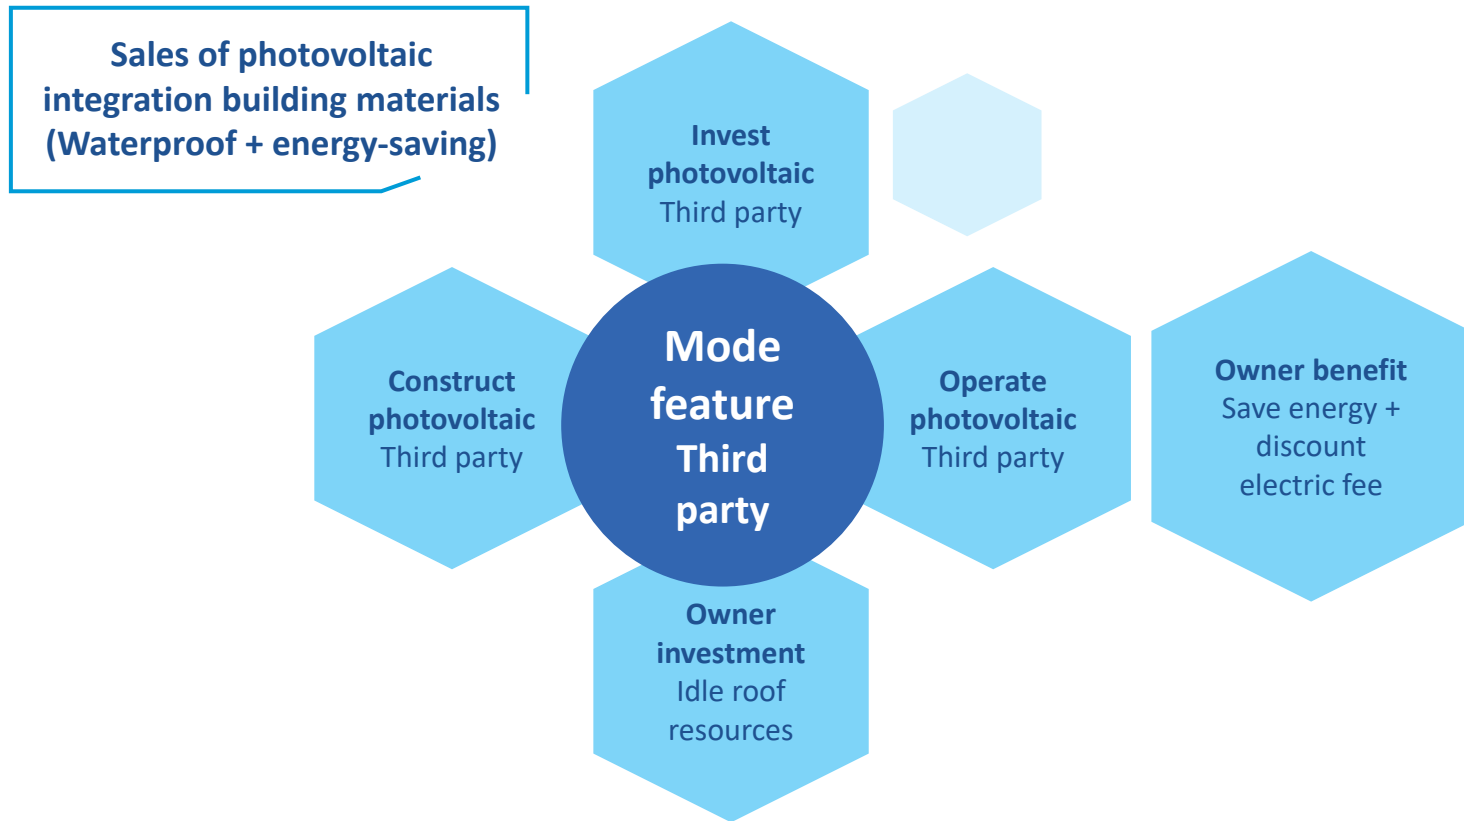 Sales of photovoltaic
integration building materials
(Waterproof + energy-saving)
Invest
photovoltaic
Third party
Construct
photovoltaic
Third party
Mode
feature
Third
party
Operate
photovoltaic
Third party
Owner benefit
Save energy +
discount
electric fee
Owner
investment
Idle roof
resources